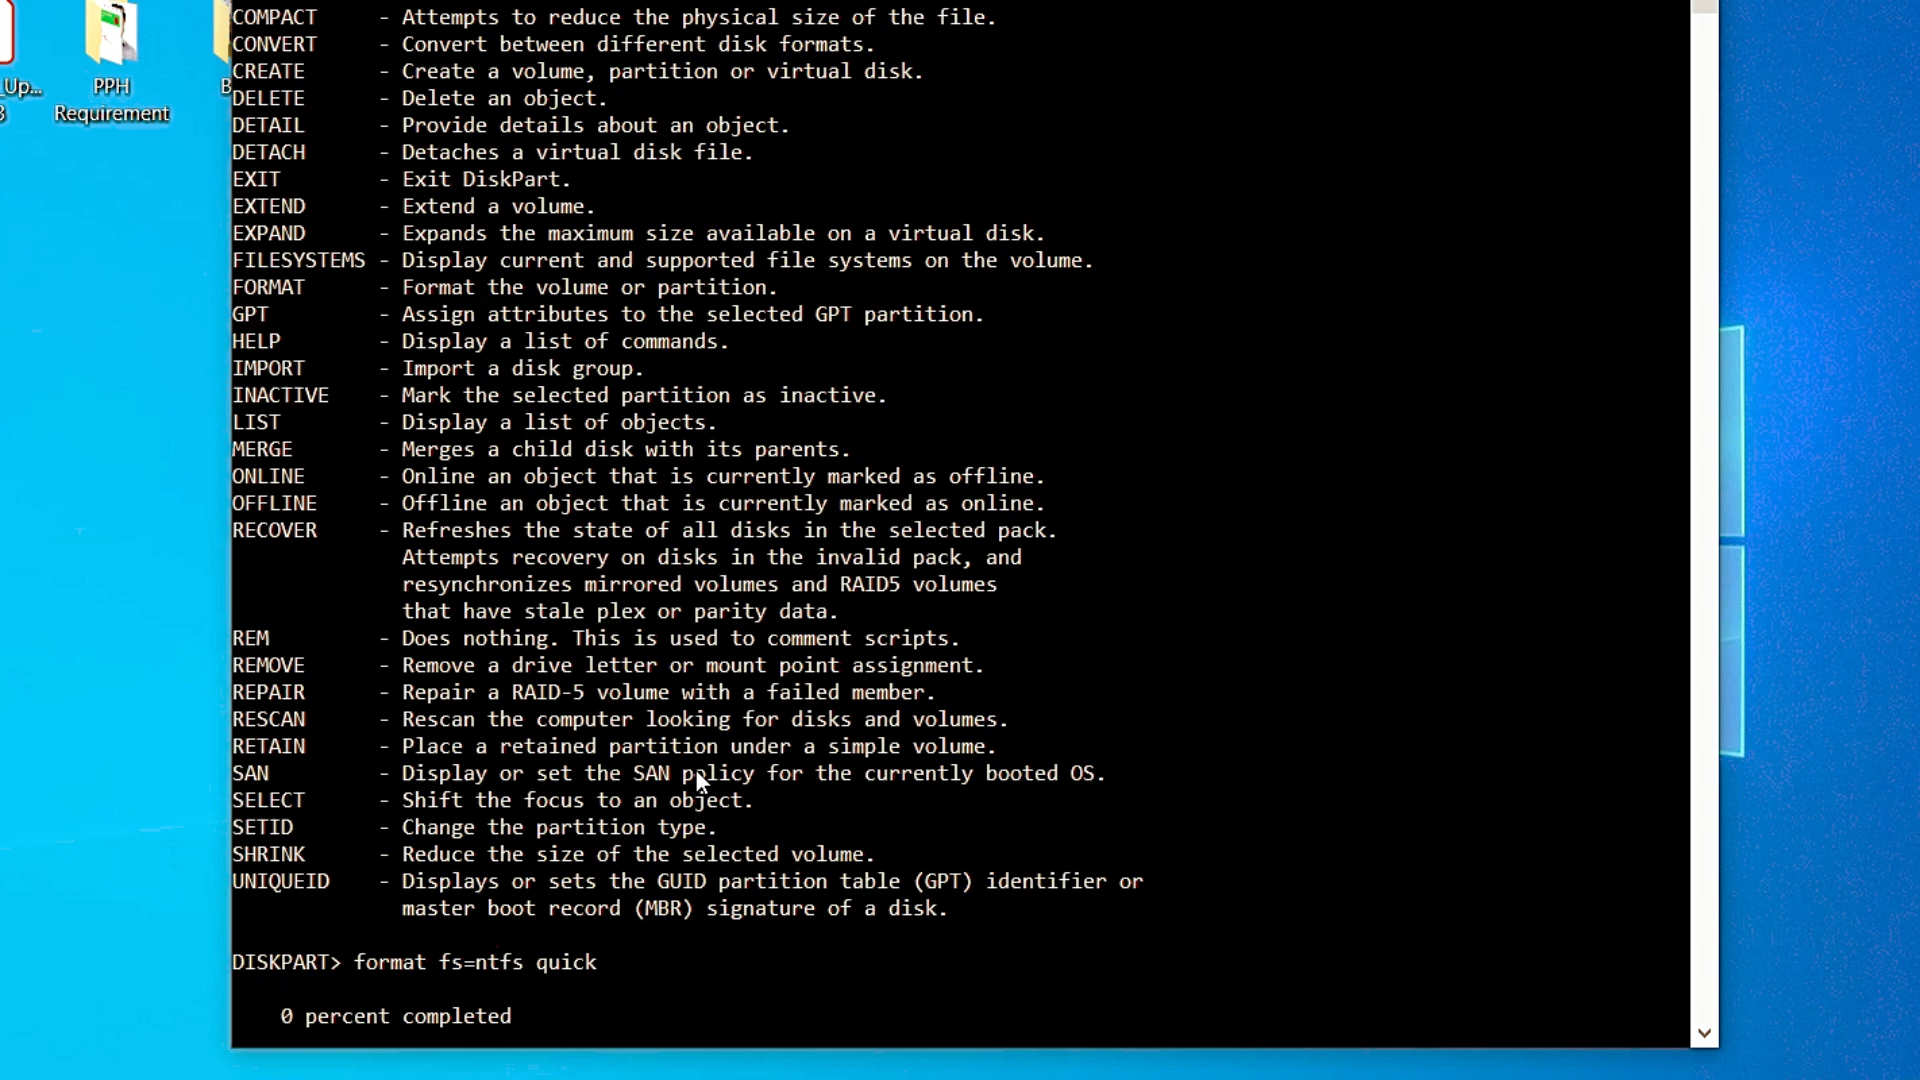 _Up...
3
PPH
Requirement
B
COMPACT - Attempts to reduce the physical size of the file.
CONVERT - Convert between different disk formats.
CREATE - Create a volume, partition or virtual disk.
DELETE - Delete an object.
DETAIL - Provide details about an object.
DETACH - Detaches a virtual disk file.
EXIT - Exit DiskPart.
EXTEND - Extend a volume.
EXPAND - Expands the maximum size available on a virtual disk.
FILESYSTEMS - Display current and supported file systems on the volume.
FORMAT - Format the volume or partition.
GPT - Assign attributes to the selected GPT partition.
HELP - Display a list of commands.
IMPORT - Import a disk group.
INACTIVE - Mark the selected partition as inactive.
LIST - Display a list of objects.
MERGE - Merges a child disk with its parents.
ONLINE - Online an object that is currently marked as offline.
OFFLINE - Offline an object that is currently marked as online.
RECOVER - Refreshes the state of all disks in the selected pack.
Attempts recovery on disks in the invalid pack, and
resynchronizes mirrored volumes and RAID5 volumes
that have stale plex or parity data.
REM - Does nothing. This is used to comment scripts.
REMOVE - Remove a drive letter or mount point assignment.
REPAIR - Repair a RAID-5 volume with a failed member.
RESCAN - Rescan the computer looking for disks and volumes.
RETAIN - Place a retained partition under a simple volume.
SAN - Display or set the SAN policy for the currently booted OS.
SELECT - Shift the focus to an object.
SETID - Change the partition type.
SHRINK - Reduce the size of the selected volume.
UNIQUEID - Displays or sets the GUID partition table (GPT) identifier or
master boot record (MBR) signature of a disk.
DISKPART> format fs=ntfs quick
0 percent completed